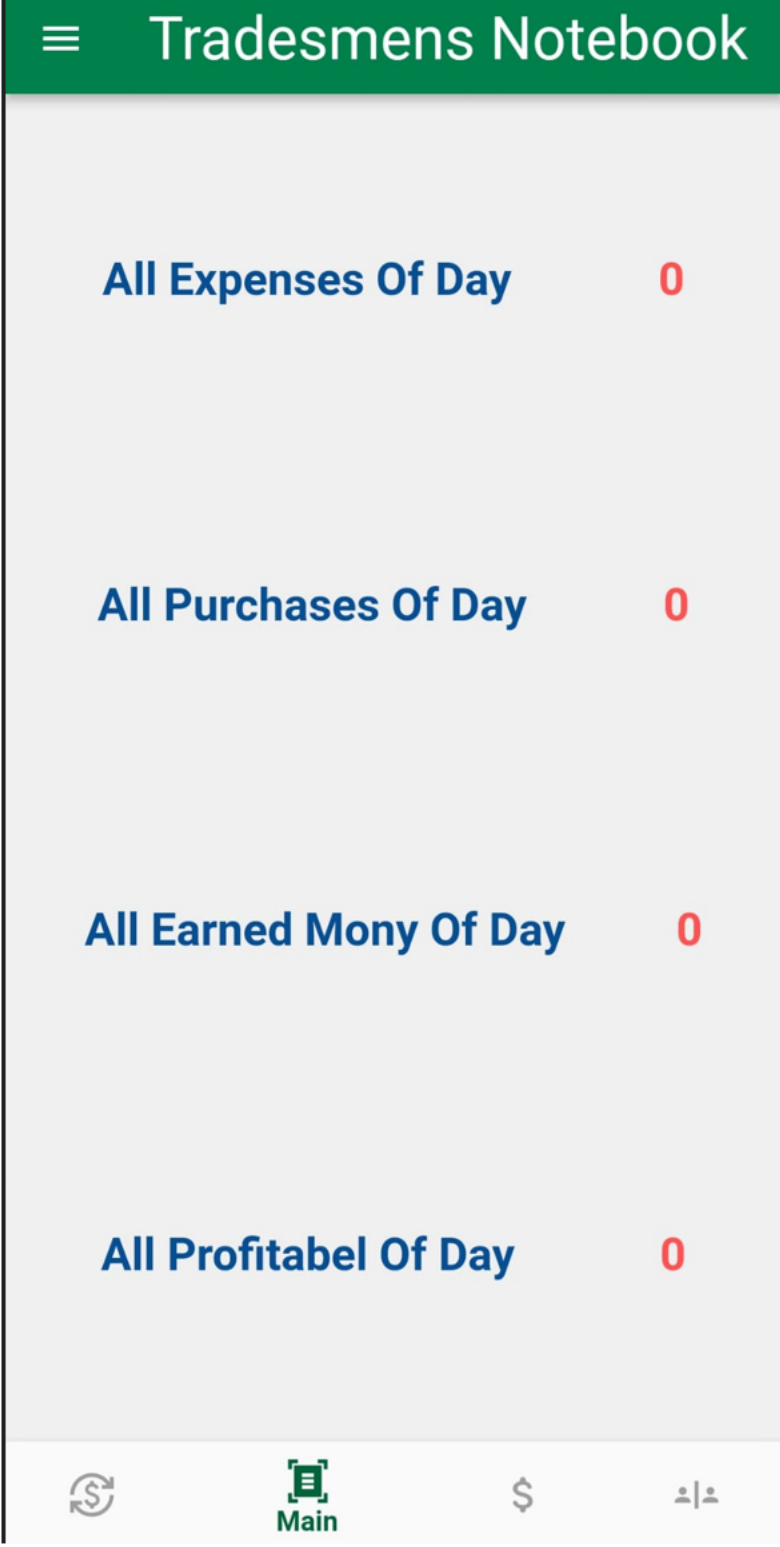 Tradesmens Notebook
All Expenses Of Day 0
All Purchases Of Day 0
All Earned Mony Of Day 0
All Profitabel Of Day 0
$ Main $